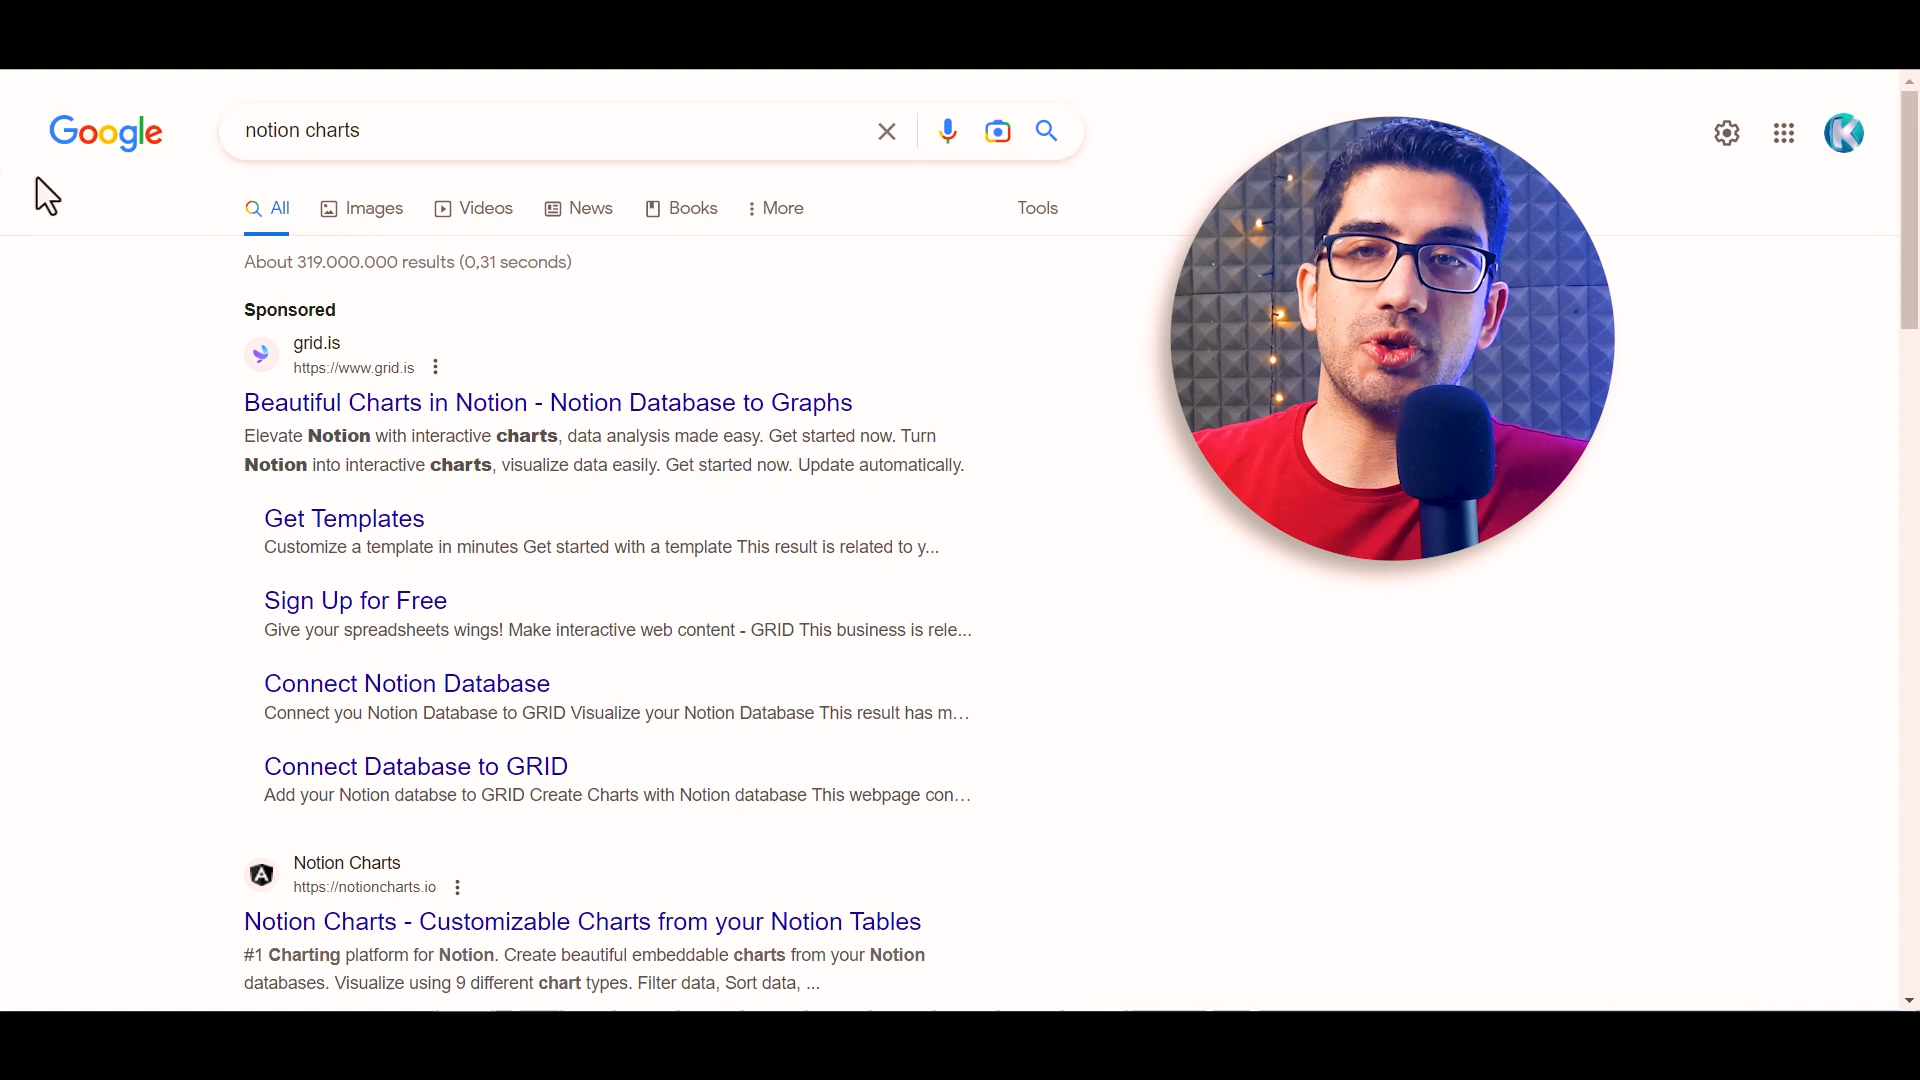 Google
notion charts
All Images Videos News Books More Tools
About 319.000.000 results (0,31 seconds)
Sponsored
grid.is
https://www.grid.is
Beautiful Charts in Notion - Notion Database to Graphs
Elevate Notion with interactive charts, data analysis made easy. Get started now. Turn
Notion into interactive charts, visualize data easily. Get started now. Update automatically.
Get Templates
Customize a template in minutes Get started with a template This result is related to y...
Sign Up for Free
Give your spreadsheets wings! Make interactive web content - GRID This business is rele...
Connect Notion Database
Connect you Notion Database to GRID Visualize your Notion Database This result has m...
Connect Database to GRID
Add your Notion databse to GRID Create Charts with Notion database This webpage con...
Notion Charts
https://notioncharts.io
Notion Charts - Customizable Charts from your Notion Tables
#1 Charting platform for Notion. Create beautiful embeddable charts from your Notion
databases. Visualize using 9 different chart types. Filter data, Sort data, ...